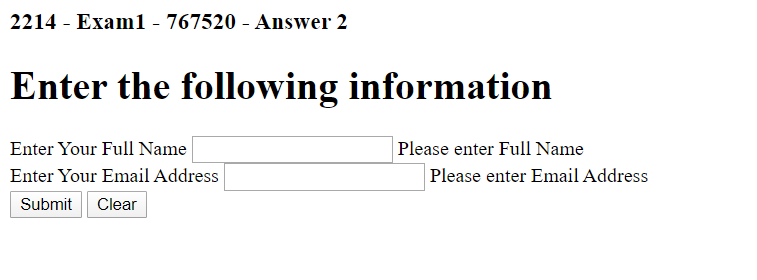 2214 - Exam1 - 767520 - Answer 2
Enter the following information
Enter Your Full Name Please enter Full Name
Enter Your Email Address Please enter Email Address
Submit Clear